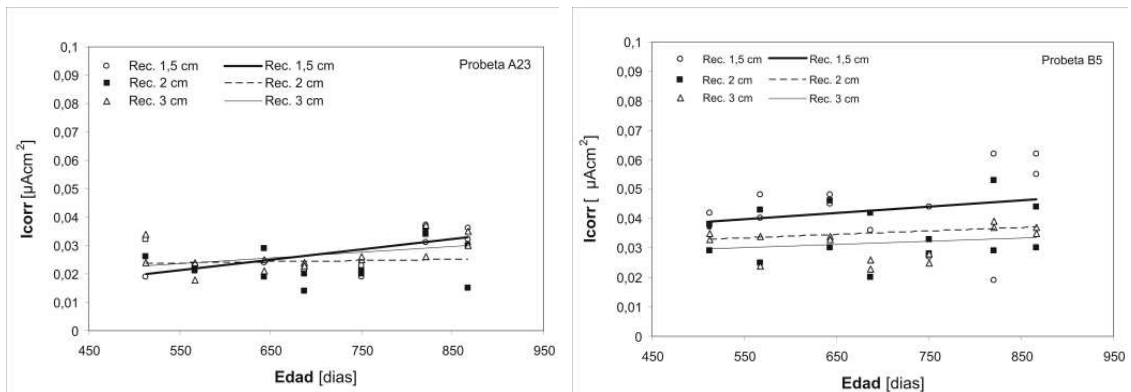 0,1
0,09
0,08
0,07
0,06
0,05
0,04
0,03
0,02
0,01
0
Icorr [µAcm²]
Rec. 1,5 cm Rec. 1,5 cm
Rec. 2 cm Rec. 2 cm
Rec. 3 cm Rec. 3 cm
Probeta A23
450 550 650 750 850 950
Edad [dias]
0,1
0,09
0,08
0,07
0,06
0,05
0,04
0,03
0,02
0,01
0
Icorr [ µAcm²]
Rec. 1,5 cm Rec. 1,5 cm
Rec. 2 cm Rec. 2 cm
Rec. 3 cm Rec. 3 cm
Probeta B5
450 550 650 750 850 950
Edad [dias]